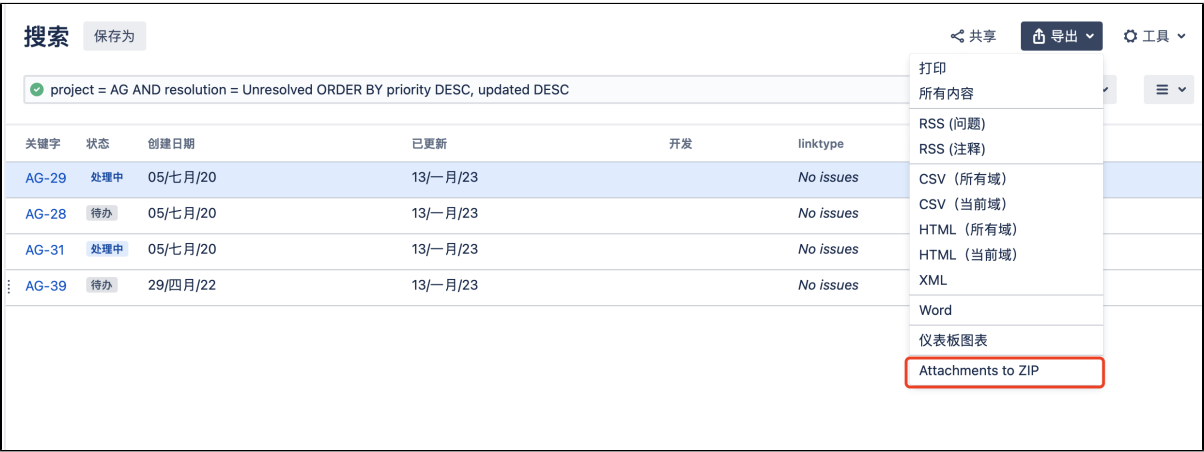 搜索 保存为 共享 导出 工具
project = AG AND resolution = Unresolved ORDER BY priority DESC, updated DESC
关键字 状态 创建日期 已更新 开发 linktype
AG-29 处理中 05/七月/20 13/一月/23 No issues
AG-28 待办 05/七月/20 13/一月/23 No issues
AG-31 处理中 05/七月/20 13/一月/23 No issues
AG-39 待办 29/四月/22 13/一月/23 No issues
打印
所有内容
RSS (问题)
RSS (注释)
CSV（所有域）
CSV（当前域）
HTML（所有域）
HTML（当前域）
XML
Word
仪表板图表
Attachments to ZIP